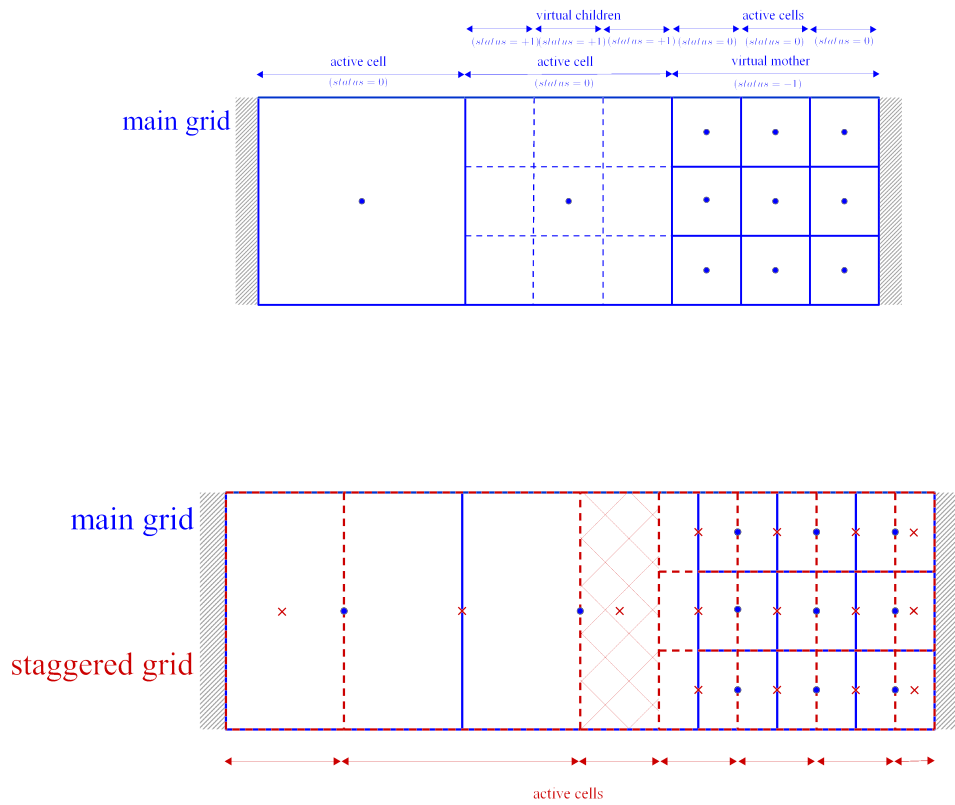 virtual children active cells
(status = +1) (status = +1) (status = +1) (status = 0) (status = 0) (status = 0)
active cell active cell virtual mother
(status = 0) (status = 0) (status = −1)
main grid
main grid
staggered grid
active cells